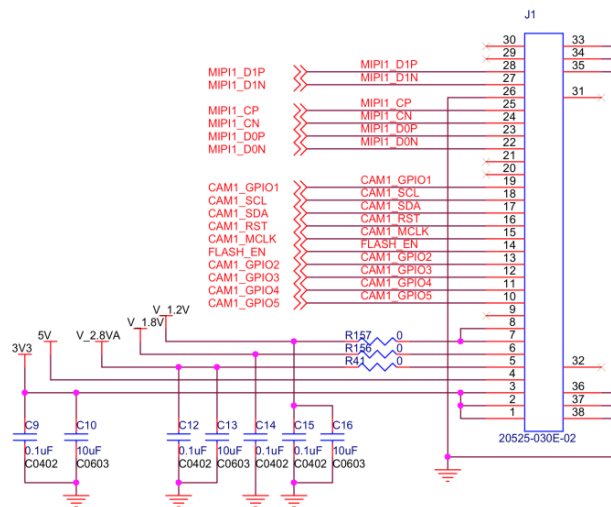 J1
30 33
29 34
MIPI1_D1P MIPI1_D1P 28 35
MIPI1_D1N MIPI1_D1N 27
26 31
MIPI1_CP MIPI1_CP 25
MIPI1_CN MIPI1_CN 24
MIPI1_D0P MIPI1_D0P 23
MIPI1_D0N MIPI1_D0N 22
21
20
CAM1_GPIO1 CAM1_GPIO1 19
CAM1_SCL CAM1_SCL 18
CAM1_SDA CAM1_SDA 17
CAM1_RST CAM1_RST 16
CAM1_MCLK CAM1_MCLK 15
FLASH_EN FLASH_EN 14
CAM1_GPIO2 CAM1_GPIO2 13
CAM1_GPIO3 CAM1_GPIO3 12
CAM1_GPIO4 CAM1_GPIO4 11
CAM1_GPIO5 CAM1_GPIO5 10
V_1.2V 9
V_1.8V 8
5V V_2.8VA R157 0 7
3V3 R156 0 6
R41 0 5 32
4
3 36
2 37
1 38
C9 C10 C12 C13 C14 C15 C16
20525-030E-02
0.1uF 10uF 0.1uF 10uF 0.1uF 0.1uF 10uF
C0402 C0603 C0402 C0603 C0402 C0402 C0603